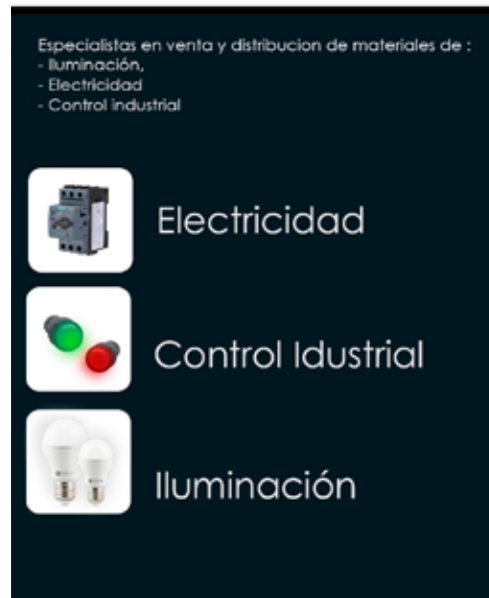 Especialistas en venta y distribucion de materiales de :
- Iluminación,
- Electricidad
- Control industrial
Electricidad
Control Idustrial
Iluminación